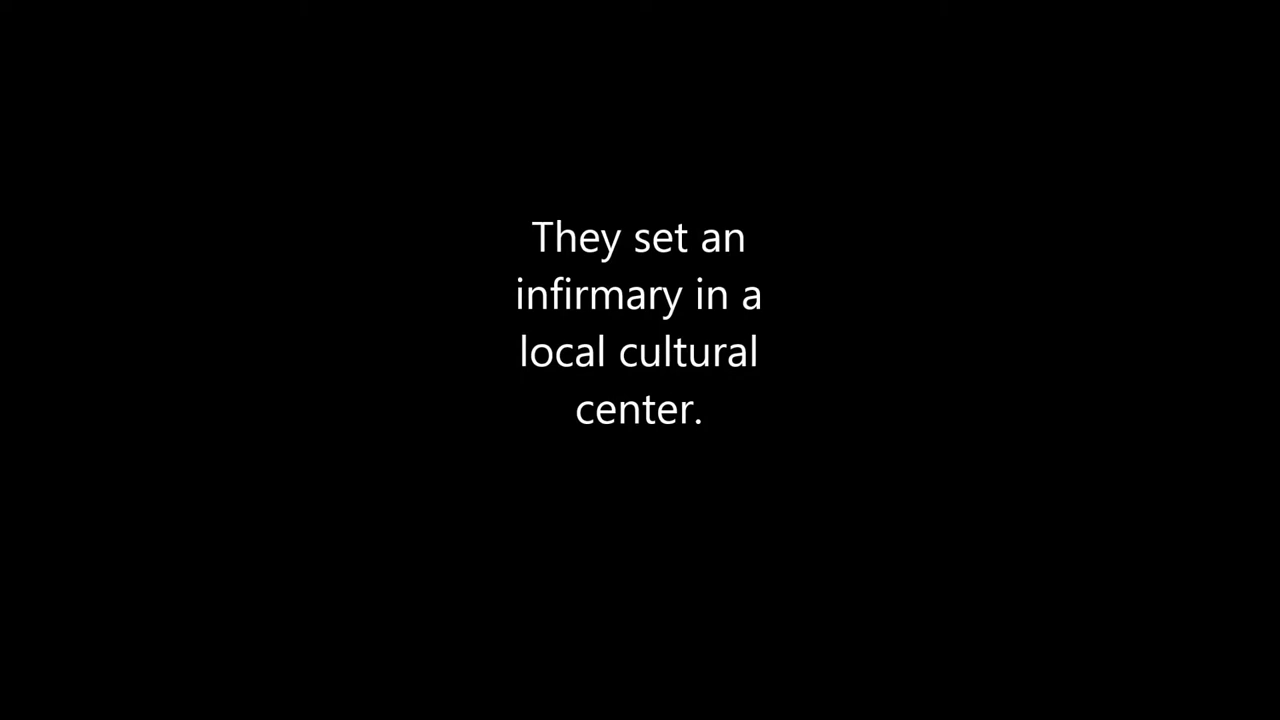 They set an
infirmary in a
local cultural
center.